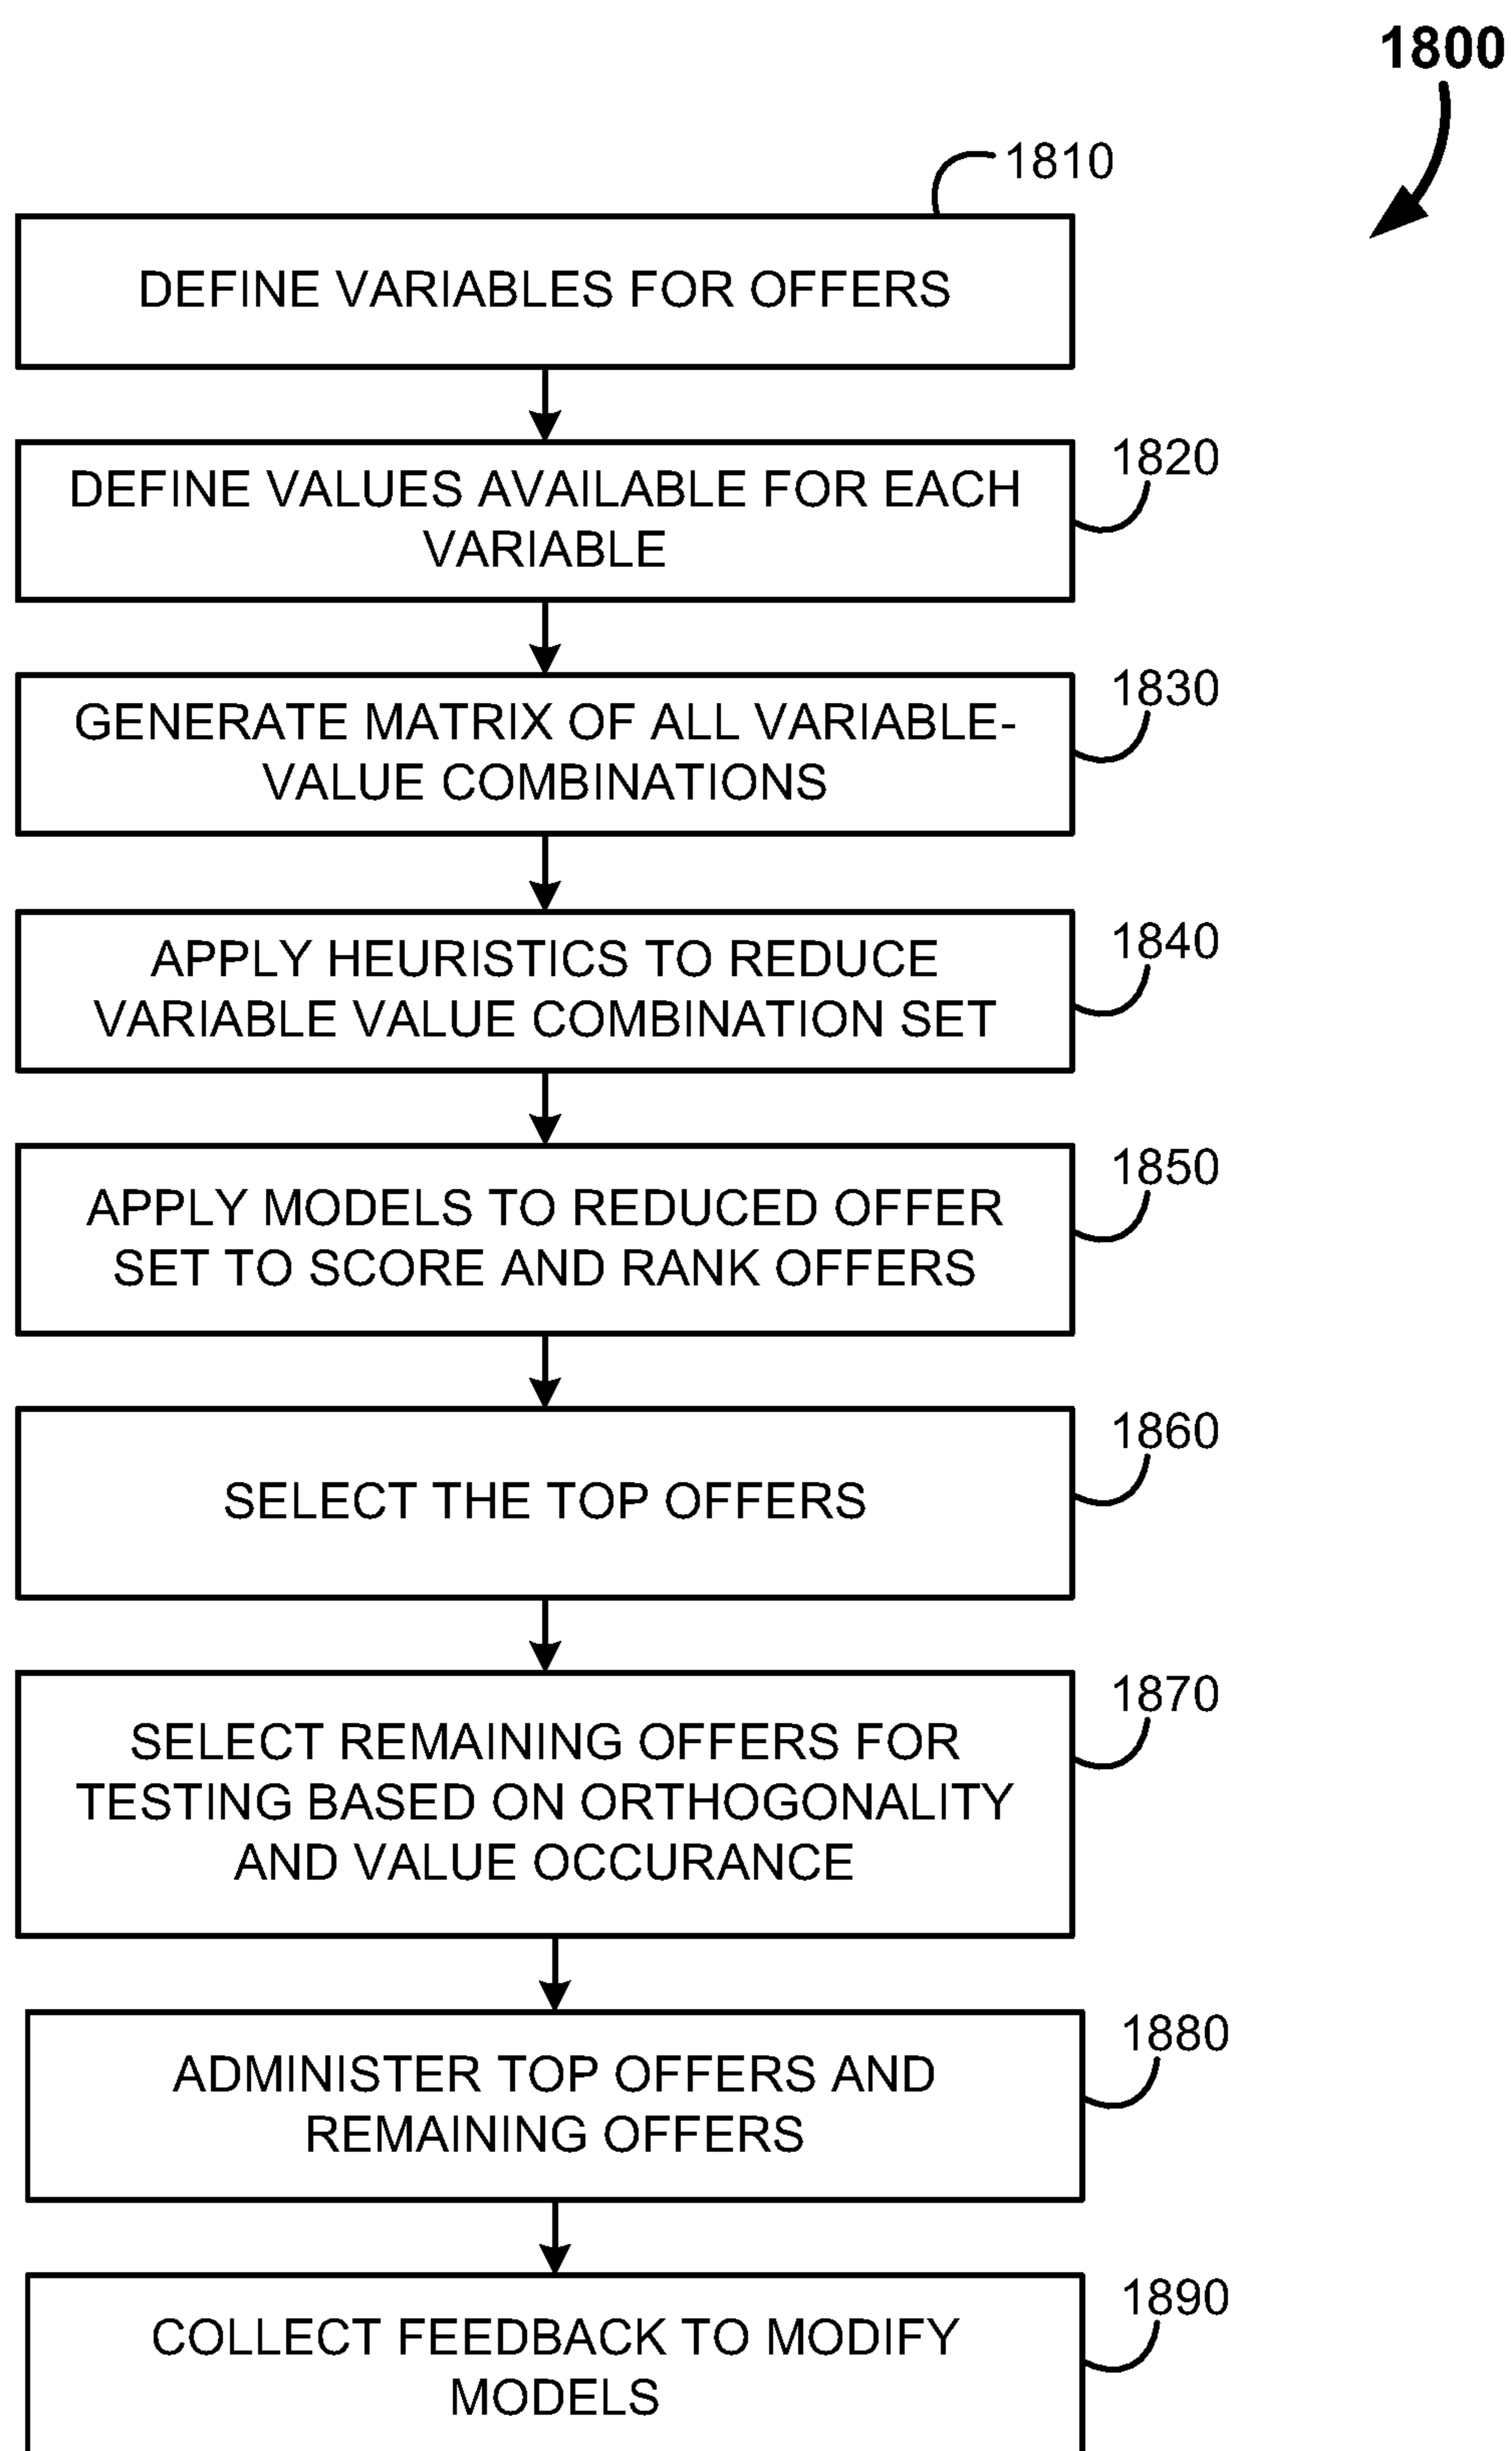 1800
1810
DEFINE VARIABLES FOR OFFERS
1820
DEFINE VALUES AVAILABLE FOR EACH
VARIABLE
1830
GENERATE MATRIX OF ALL VARIABLE-
VALUE COMBINATIONS
1840
APPLY HEURISTICS TO REDUCE
VARIABLE VALUE COMBINATION SET
1850
APPLY MODELS TO REDUCED OFFER
SET TO SCORE AND RANK OFFERS
1860
SELECT THE TOP OFFERS
1870
SELECT REMAINING OFFERS FOR
TESTING BASED ON ORTHOGONALITY
AND VALUE OCCURANCE
1880
ADMINISTER TOP OFFERS AND
REMAINING OFFERS
1890
COLLECT FEEDBACK TO MODIFY
MODELS